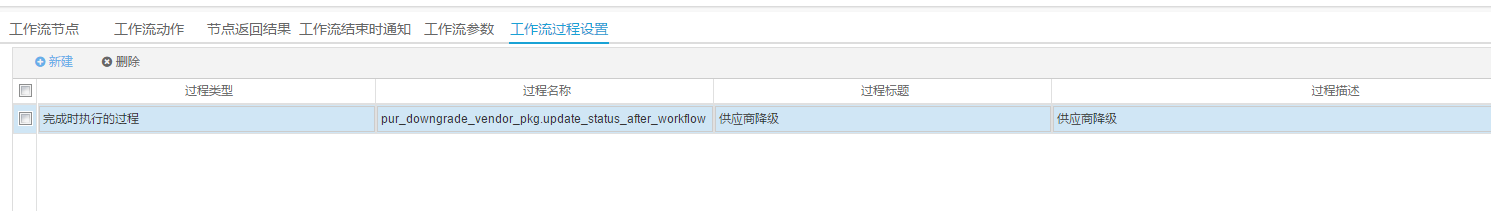 工作流节点 工作流动作 节点返回结果 工作流结束时通知 工作流参数 工作流过程设置
新建 删除
过程类型 过程名称 过程标题 过程描述
完成时执行的过程 pur_downgrade_vendor_pkg.update_status_after_workflow 供应商降级 供应商降级